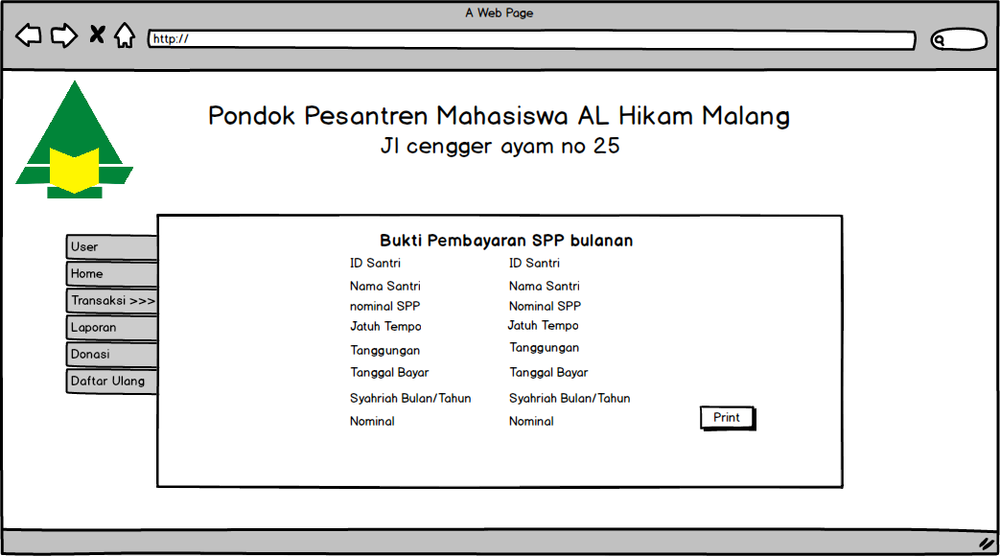 A Web Page
http://
Pondok Pesantren Mahasiswa AL Hikam Malang
Jl cengger ayam no 25
User
Home
Transaksi >>>
Laporan
Donasi
Daftar Ulang
Bukti Pembayaran SPP bulanan
ID Santri ID Santri
Nama Santri Nama Santri
nominal SPP Nominal SPP
Jatuh Tempo Jatuh Tempo
Tanggungan Tanggungan
Tanggal Bayar Tanggal Bayar
Syahriah Bulan/Tahun Syahriah Bulan/Tahun
Nominal Nominal
Print